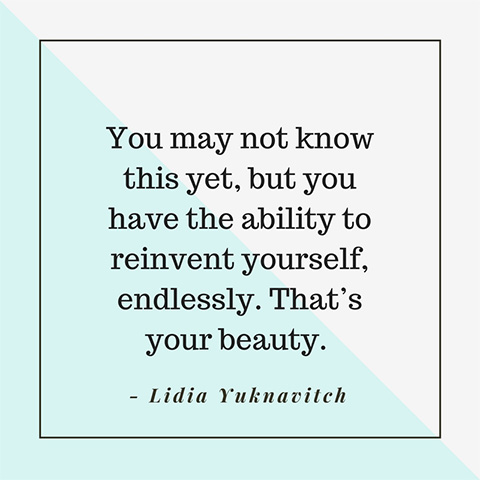 You may not know
this yet, but you
have the ability to
reinvent yourself,
endlessly. That’s
your beauty.
- Lidia Yuknavitch